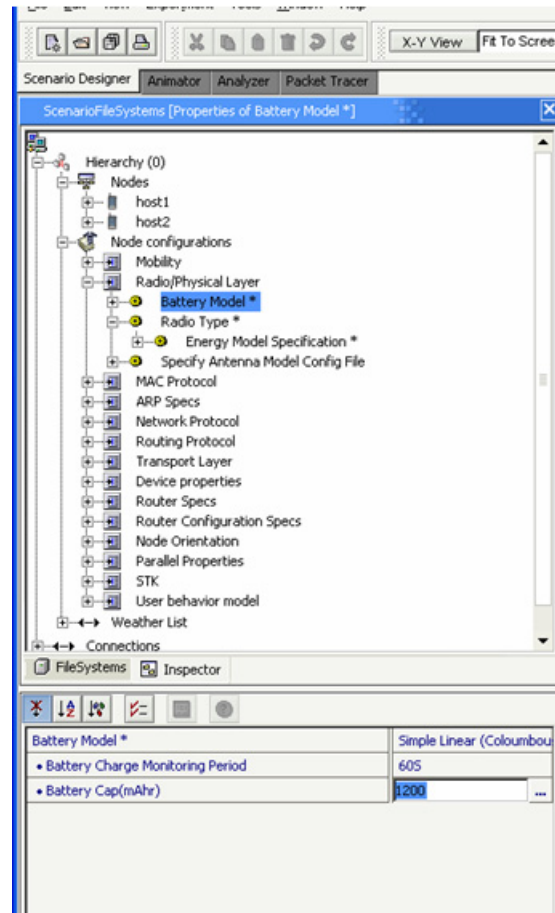 X-Y View Fit To Scree
Scenario Designer Animator Analyzer Packet Tracer
ScenarioFileSystems [Properties of Battery Model *]
Hierarchy (0)
Nodes
host1
host2
Node configurations
Mobility
Radio/Physical Layer
Battery Model *
Radio Type *
Energy Model Specification *
Specify Antenna Model Config File
MAC Protocol
ARP Specs
Network Protocol
Routing Protocol
Transport Layer
Device properties
Router Specs
Router Configuration Specs
Node Orientation
Parallel Properties
STK
User behavior model
Weather List
Connections
FileSystems Inspector
Battery Model * Simple Linear (Coloumbou
• Battery Charge Monitoring Period 60S
• Battery Cap(mAhr) 1200 ...